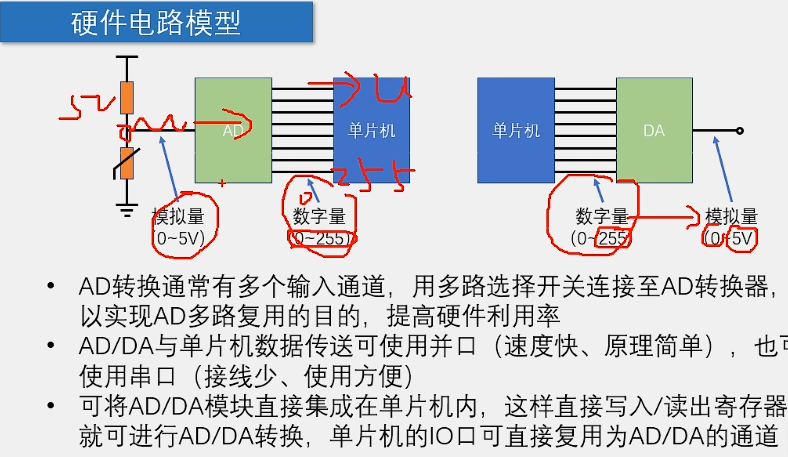 硬件电路模型
5V
AD
单片机
单片机
DA
0
255
模拟量
(0~5V)
数字量
(0~255)
数字量
(0~255)
模拟量
(0~5V)
• AD转换通常有多个输入通道，用多路选择开关连接至AD转换器，
以实现AD多路复用的目的，提高硬件利用率
• AD/DA与单片机数据传送可使用并口（速度快、原理简单），也可
使用串口（接线少、使用方便）
• 可将AD/DA模块直接集成在单片机内，这样直接写入/读出寄存器
就可进行AD/DA转换，单片机的IO口可直接复用为AD/DA的通道